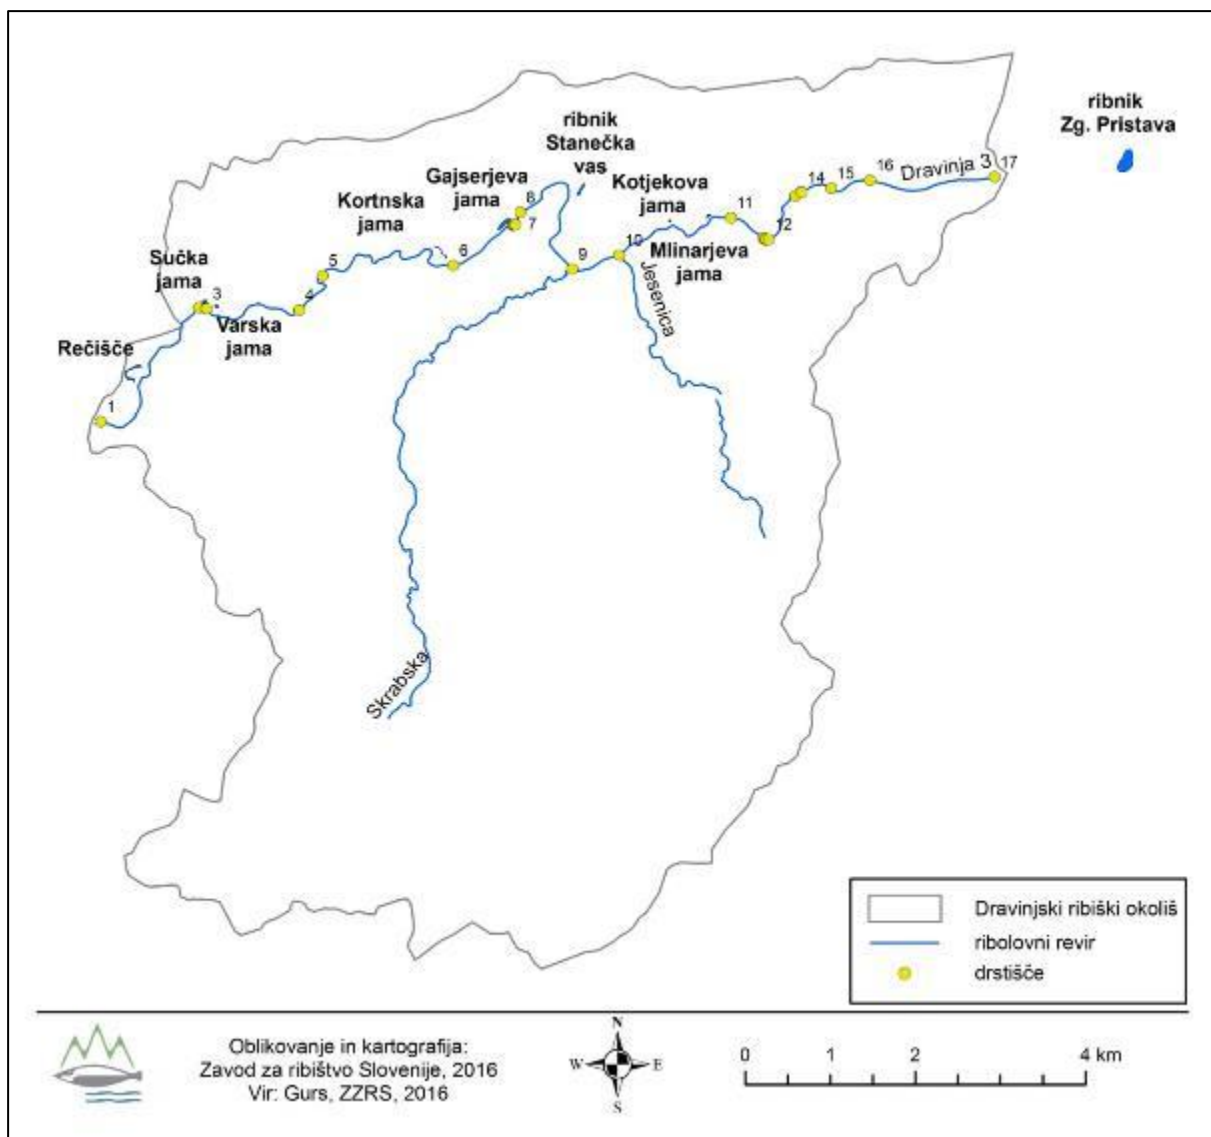 ribnik
Zg. Pristava
ribnik
Stanečka
vas
Dravinja 3
17
16
15
14
Gajserjeva
jama
Kotjekova
jama
Kortnska
jama
8
7
11
12
Mlinarjeva
jama
Sučka
jama
5
6
9
10
Jesenica
3
4
Varska
jama
Rečišče
1
Skrabska
Dravinjski ribiški okoliš
ribolovni revir
drstišče
Oblikovanje in kartografija:
Zavod za ribištvo Slovenije, 2016
Vir: Gurs, ZZRS, 2016
N
W
E
S
0 1 2 4 km